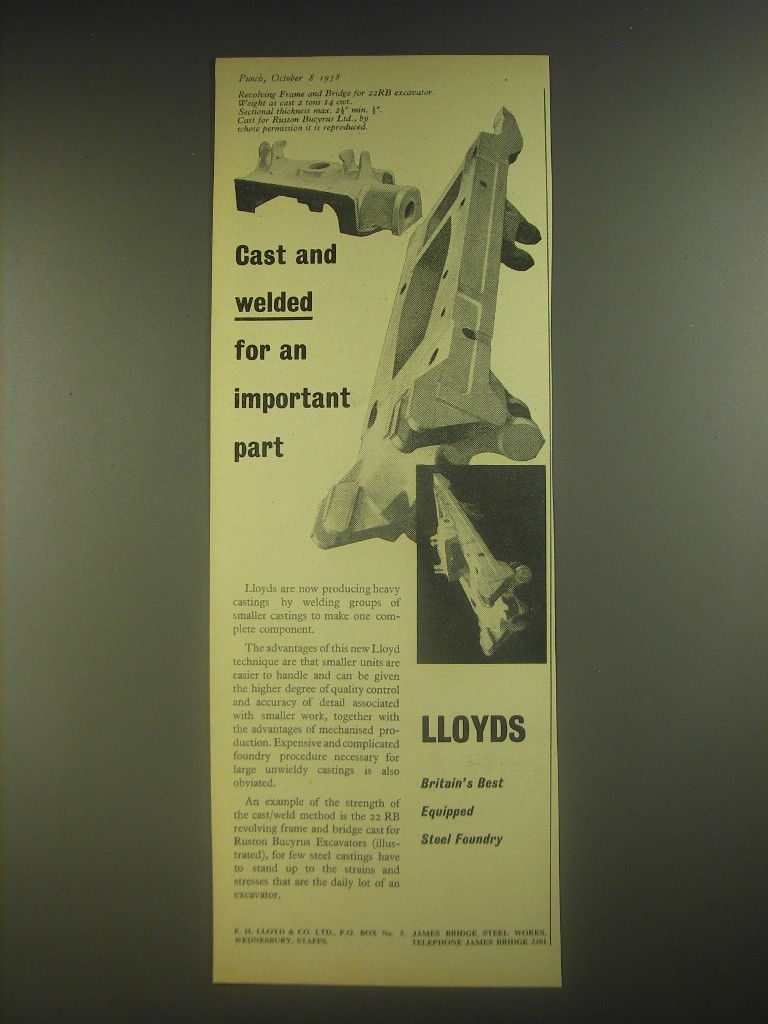 Punch, October 8 1958
Revolving Frame and Bridge for 22RB excavator.
Weight as cast 2 tons 14 cwt.
Sectional thickness max. 2½" min. ½".
Cast for Ruston Bucyrus Ltd., by
whose permission it is reproduced.
Cast and
welded
for an
important
part
Lloyds are now producing heavy
castings by welding groups of
smaller castings to make one com-
plete component.
The advantages of this new Lloyd
technique are that smaller units are
easier to handle and can be given
the higher degree of quality control
and accuracy of detail associated
with smaller work, together with
the advantages of mechanised pro-
duction. Expensive and complicated
foundry procedure necessary for
large unwieldy castings is also
obviated.
An example of the strength of
the cast/weld method is the 22 RB
revolving frame and bridge cast for
Ruston Bucyrus Excavators (illus-
trated), for few steel castings have
to stand up to the strains and
stresses that are the daily lot of an
excavator.
LLOYDS
Britain's Best
Equipped
Steel Foundry
F. H. LLOYD & CO. LTD., P.O. BOX No. 5, JAMES BRIDGE STEEL WORKS,
WEDNESBURY, STAFFS. TELEPHONE JAMES BRIDGE 2401